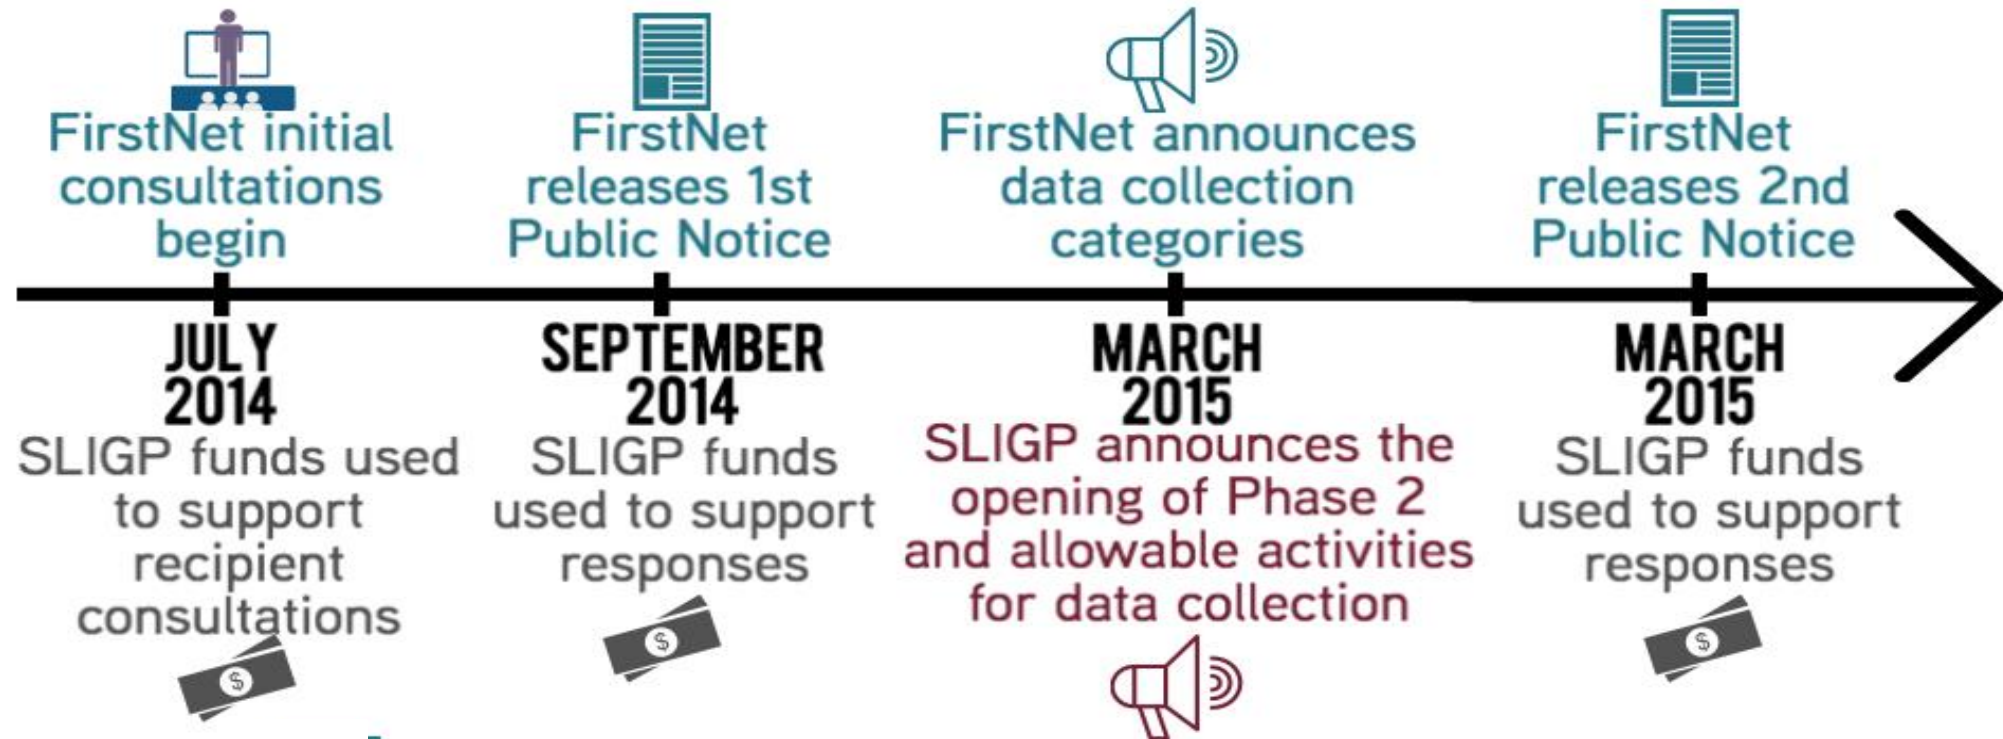 FirstNet initial
consultations
begin
FirstNet
releases 1st
Public Notice
FirstNet announces
data collection
categories
FirstNet
releases 2nd
Public Notice
JULY
2014
SEPTEMBER
2014
MARCH
2015
MARCH
2015
SLIGP funds used
to support
recipient
consultations
$
SLIGP funds
used to support
responses
$
SLIGP announces the
opening of Phase 2
and allowable activities
for data collection
SLIGP funds
used to support
responses
$